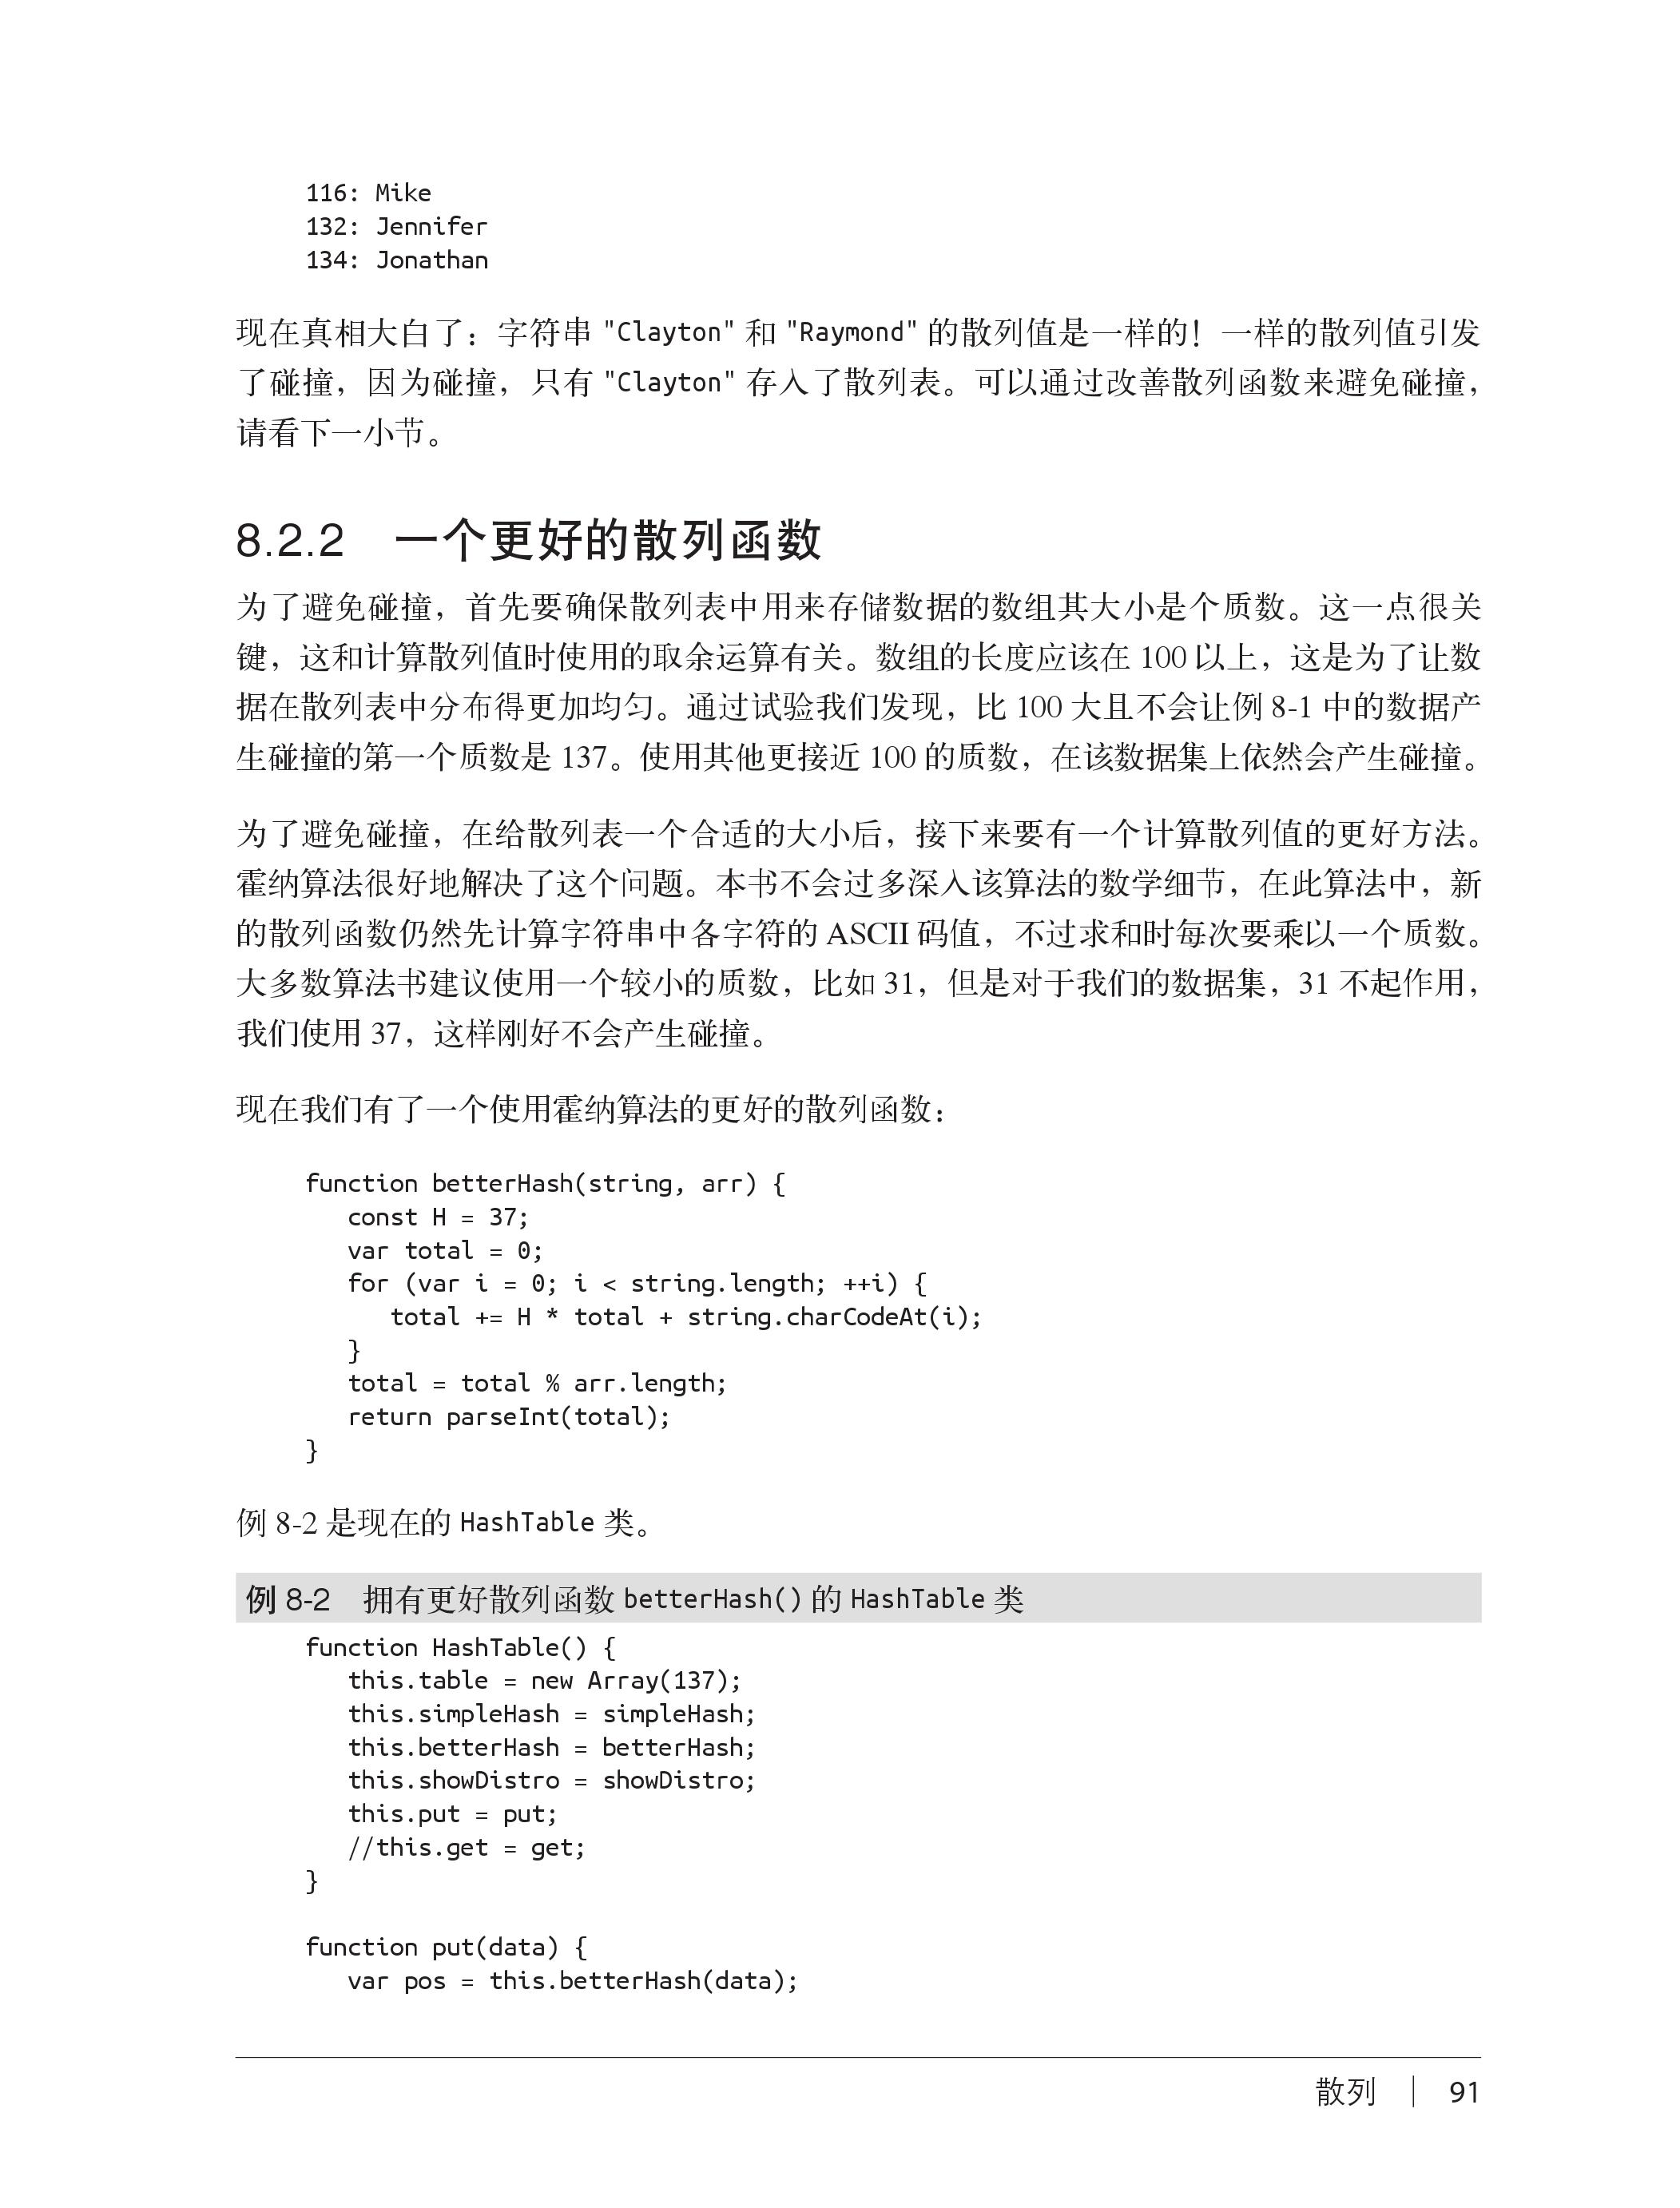 116: Mike
132: Jennifer
134: Jonathan
现在真相大白了：字符串 "Clayton" 和 "Raymond" 的散列值是一样的！一样的散列值引发
了碰撞，因为碰撞，只有 "Clayton" 存入了散列表。可以通过改善散列函数来避免碰撞，
请看下一小节。
8.2.2 一个更好的散列函数
为了避免碰撞，首先要确保散列表中用来存储数据的数组其大小是个质数。这一点很关
键，这和计算散列值时使用的取余运算有关。数组的长度应该在 100 以上，这是为了让数
据在散列表中分布得更加均匀。通过试验我们发现，比 100 大且不会让例 8-1 中的数据产
生碰撞的第一个质数是 137。使用其他更接近 100 的质数，在该数据集上依然会产生碰撞。
为了避免碰撞，在给散列表一个合适的大小后，接下来要有一个计算散列值的更好方法。
霍纳算法很好地解决了这个问题。本书不会过多深入该算法的数学细节，在此算法中，新
的散列函数仍然先计算字符串中各字符的 ASCII 码值，不过求和时每次要乘以一个质数。
大多数算法书建议使用一个较小的质数，比如 31，但是对于我们的数据集，31 不起作用，
我们使用 37，这样刚好不会产生碰撞。
现在我们有了一个使用霍纳算法的更好的散列函数：
function betterHash(string, arr) {
   const H = 37;
   var total = 0;
   for (var i = 0; i < string.length; ++i) {
      total += H * total + string.charCodeAt(i);
   }
   total = total % arr.length;
   return parseInt(total);
}
例 8-2 是现在的 HashTable 类。
例 8-2 拥有更好散列函数 betterHash() 的 HashTable 类
function HashTable() {
   this.table = new Array(137);
   this.simpleHash = simpleHash;
   this.betterHash = betterHash;
   this.showDistro = showDistro;
   this.put = put;
   //this.get = get;
}
function put(data) {
   var pos = this.betterHash(data);
散列 | 91